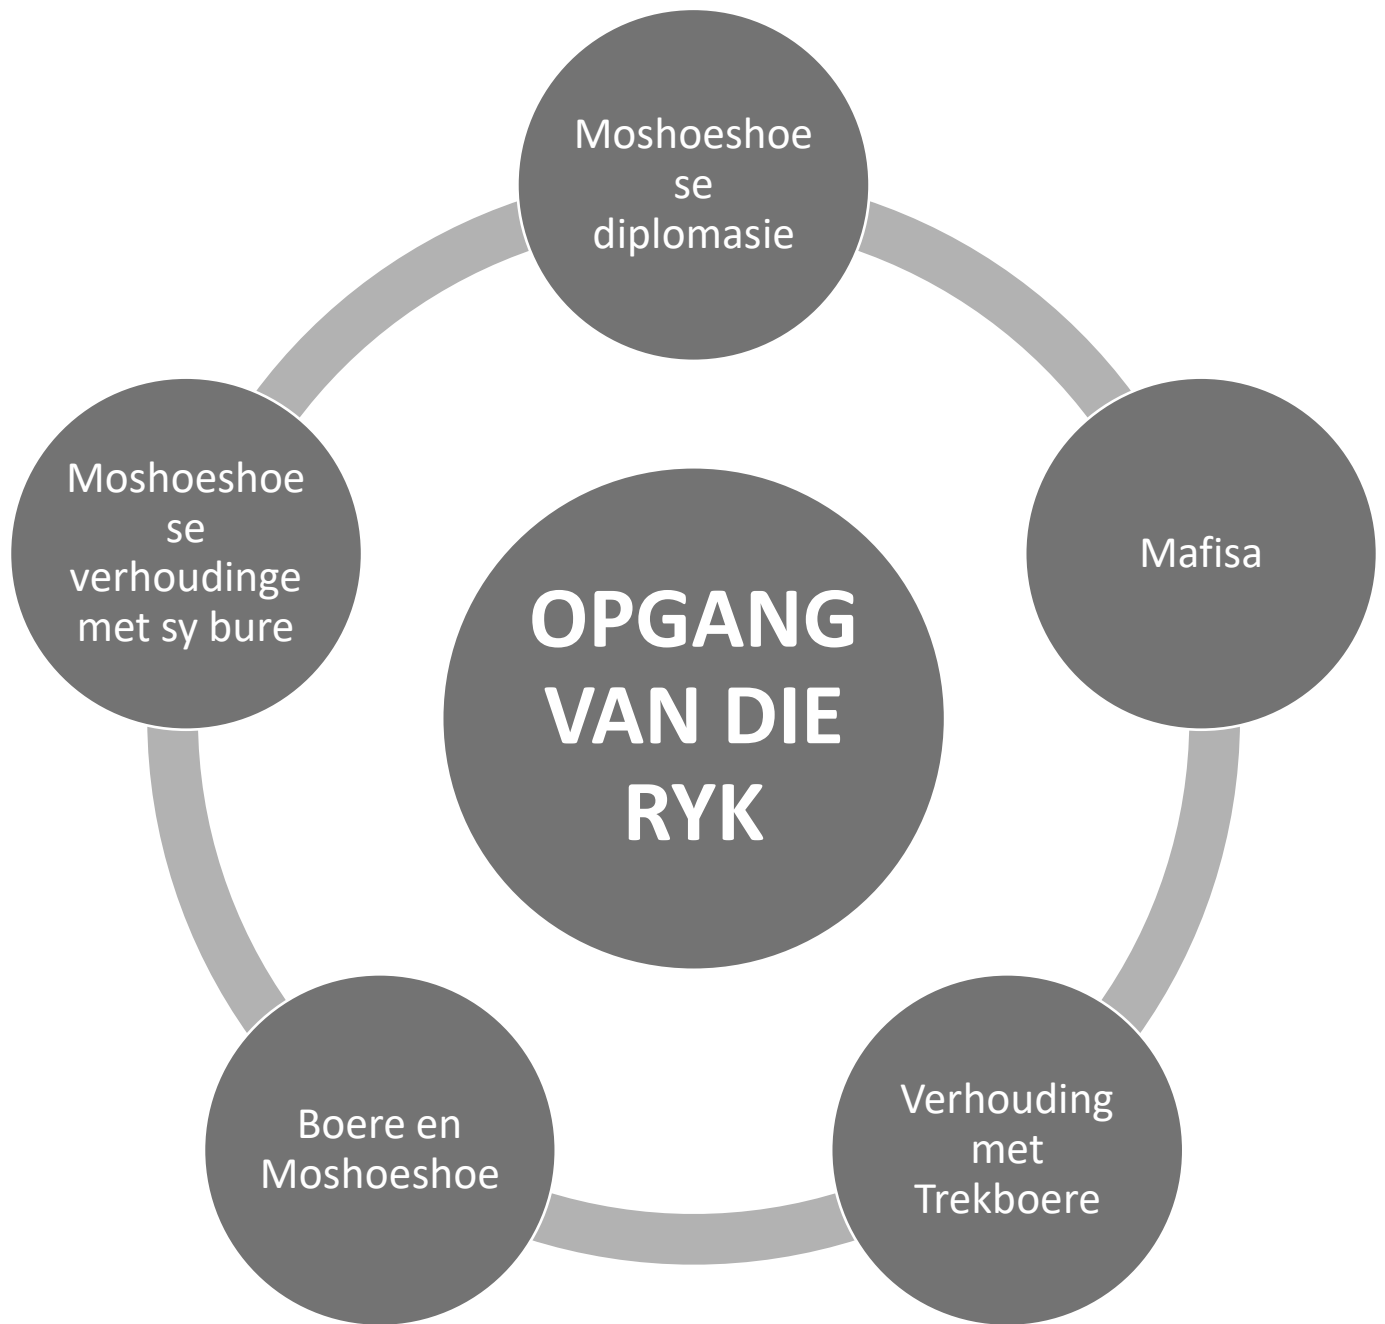 Moshoeshoe
se
diplomasie
Mafisa
Verhouding
met
Trekboere
Boere en
Moshoeshoe
Moshoeshoe
se
verhoudinge
met sy bure
OPGANG
VAN DIE
RYK